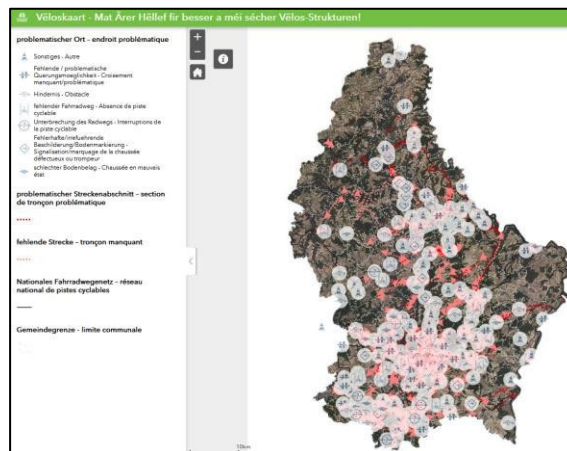 Vëloskaart - Mat Ärer Hëllef fir besser a méi sécher Vëlos-Strukturen!
problematischer Ort - endroit problématique
Sonstiges - Autre
Fehlende / problematische
Querungsmoeglichkeit - Croisement
manquant/problématique
Hindernis - Obstacle
fehlender Fahrradweg - Absence de piste
cyclable
Unterbrechung des Radwegs - Interruptions de
la piste cyclable
Fehlerhafte/irrefuehrende
Beschilderung/Bodenmarkierung -
Signalisation/marquage de la chaussée
défectueux ou trompeur
schlechter Bodenbelag - Chaussée en mauvais
état
problematischer Streckenabschnitt - section
de tronçon problématique
fehlende Strecke - tronçon manquant
Nationales Fahrradwegenetz - réseau
national de pistes cyclables
Gemeindegrenze - limite communale
+
-
10km